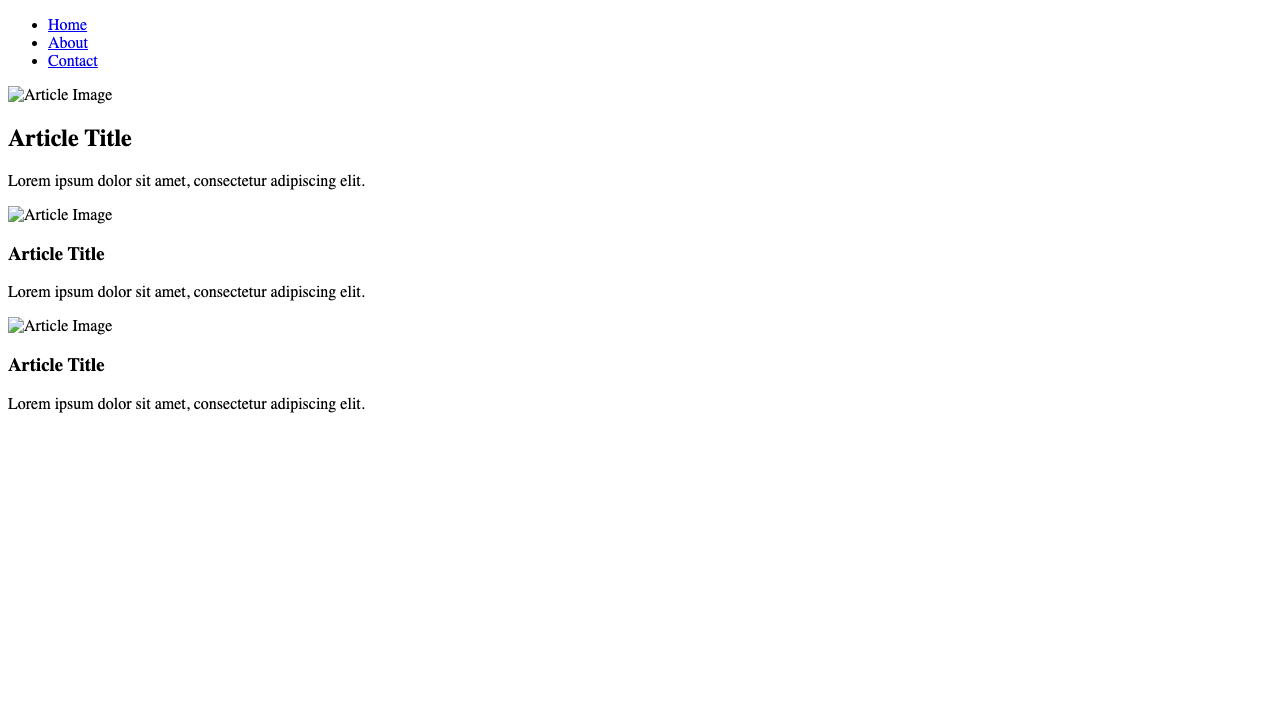 Home
About
Contact
Article Image
Article Title
Lorem ipsum dolor sit amet, consectetur adipiscing elit.
Article Image
Article Title
Lorem ipsum dolor sit amet, consectetur adipiscing elit.
Article Image
Article Title
Lorem ipsum dolor sit amet, consectetur adipiscing elit.